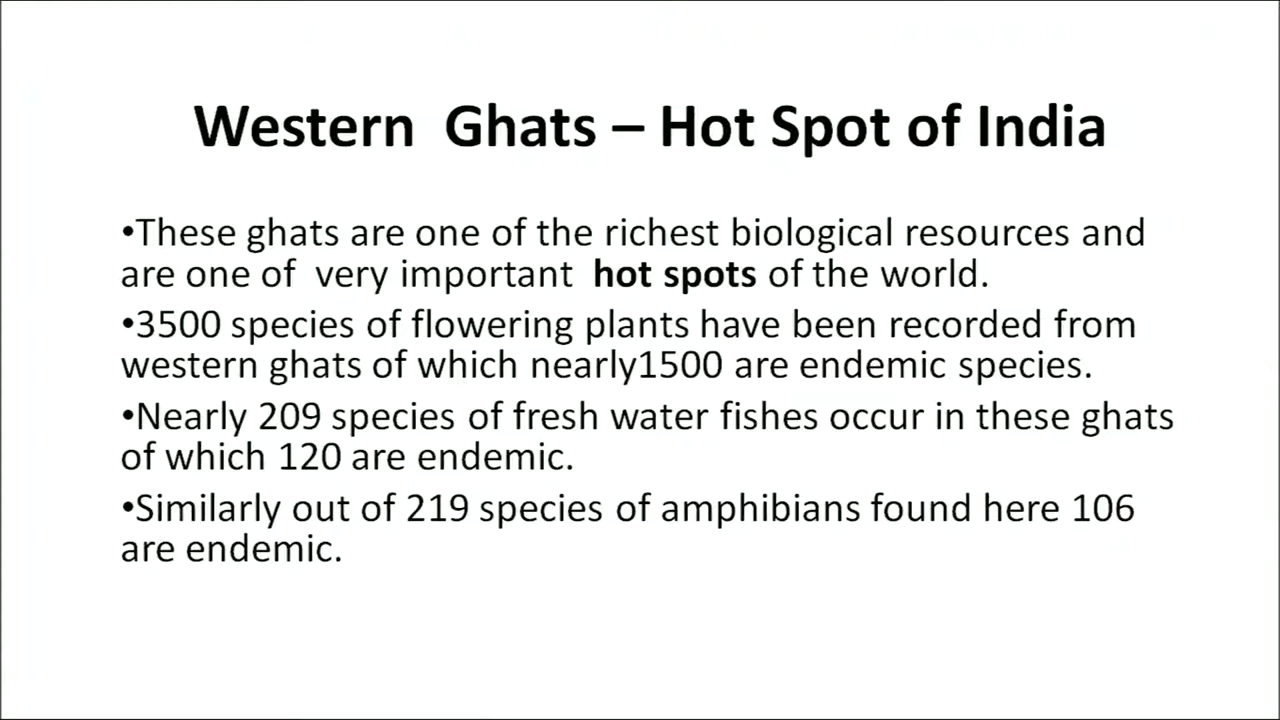 Western  Ghats – Hot Spot of India
•These ghats are one of the richest biological resources and
are one of  very important  hot spots of the world.
•3500 species of flowering plants have been recorded from
western ghats of which nearly1500 are endemic species.
•Nearly 209 species of fresh water fishes occur in these ghats
of which 120 are endemic.
•Similarly out of 219 species of amphibians found here 106
are endemic.